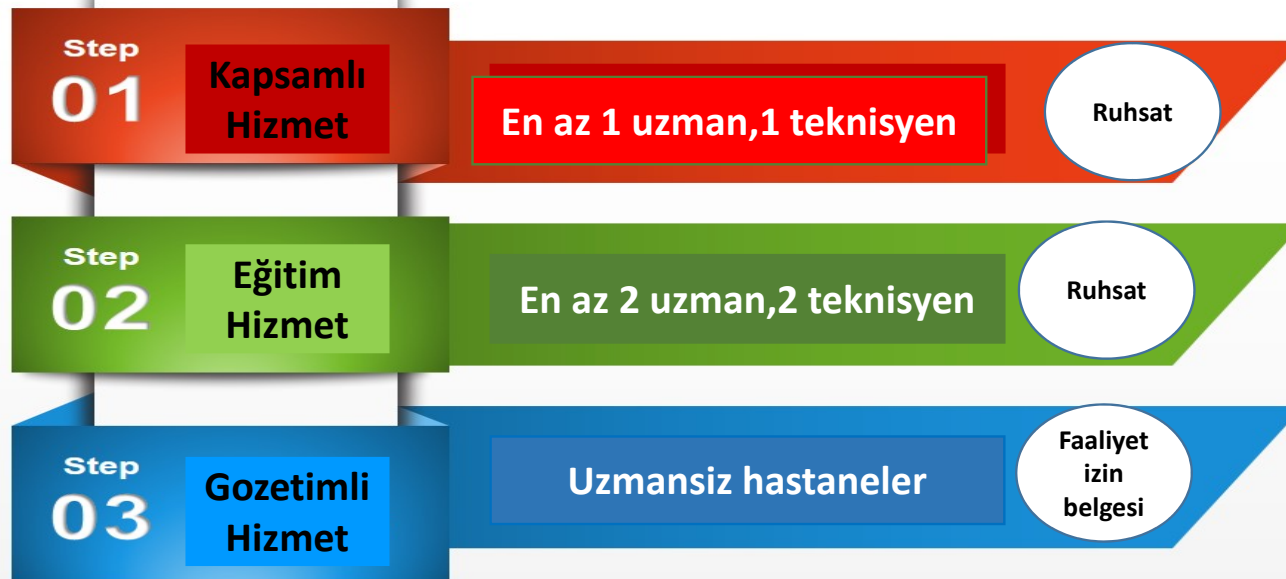 Step
01
Kapsamlı
Hizmet
En az 1 uzman,1 teknisyen
Ruhsat
Step
02
Eğitim
Hizmet
En az 2 uzman,2 teknisyen
Ruhsat
Step
03
Gozetimli
Hizmet
Uzmansiz hastaneler
Faaliyet
izin
belgesi